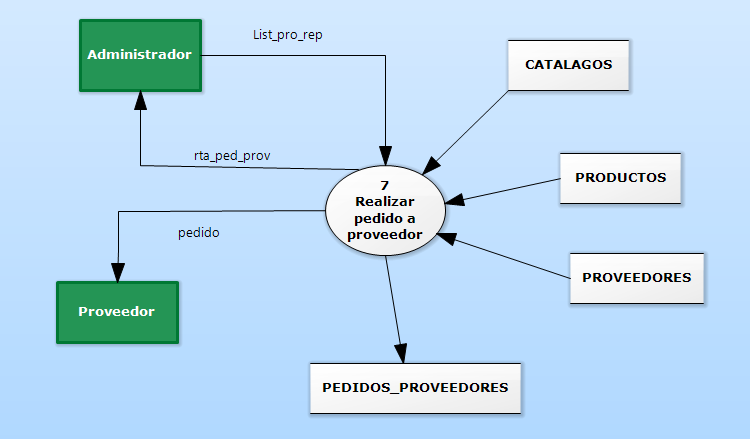 List_pro_rep
Administrador
CATALAGOS
rta_ped_prov
PRODUCTOS
7
Realizar
pedido a
proveedor
pedido
PROVEEDORES
Proveedor
PEDIDOS_PROVEEDORES